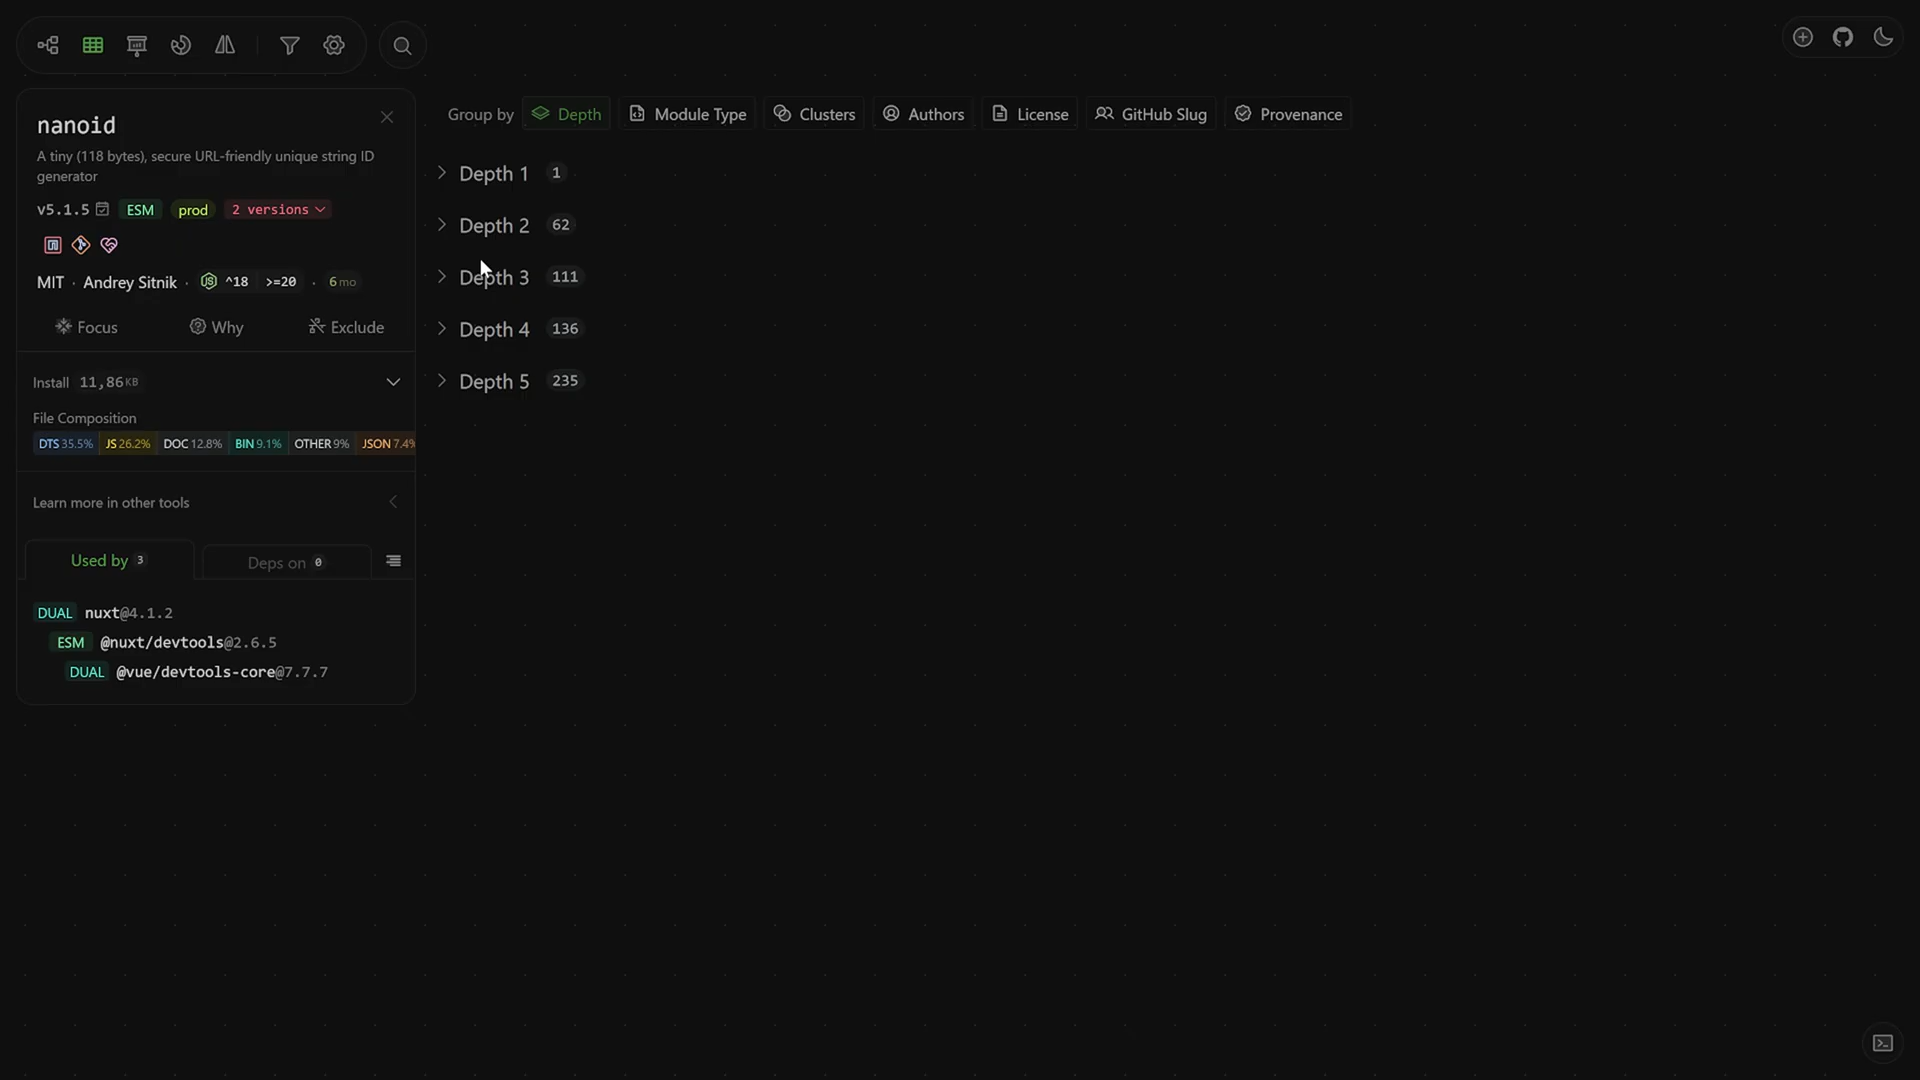 Group by Depth Module Type Clusters Authors License GitHub Slug Provenance
nanoid
A tiny (118 bytes), secure URL-friendly unique string ID
generator
v5.1.5 ESM prod 2 versions
MIT · Andrey Sitnik · ^18 >=20 · 6mo
Focus Why Exclude
Install 11,86KB
File Composition
DTS 35.5% JS 26.2% DOC 12.8% BIN 9.1% OTHER 9% JSON 7.4%
Learn more in other tools
Used by 3 Deps on 0
DUAL nuxt@4.1.2
ESM @nuxt/devtools@2.6.5
DUAL @vue/devtools-core@7.7.7
Depth 1 1
Depth 2 62
Depth 3 111
Depth 4 136
Depth 5 235